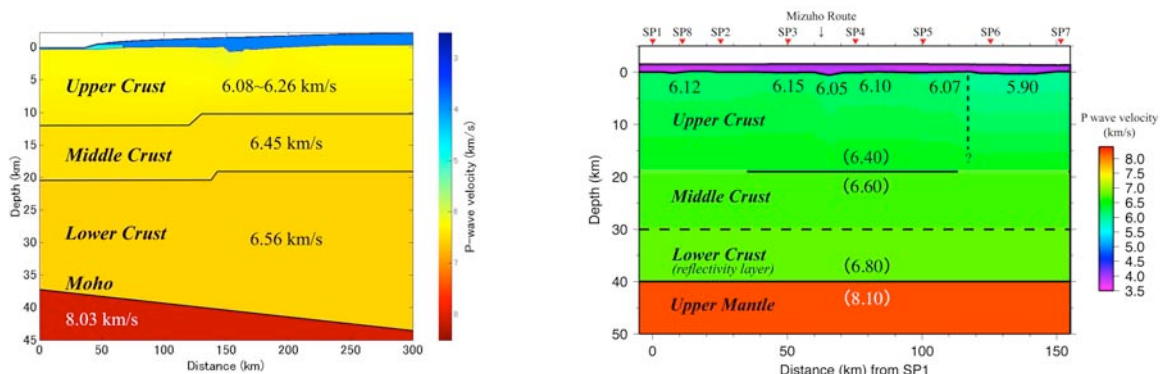 0
5
10
15
20
25
30
35
40
45
Depth (km)
Upper Crust
6.08~6.26 km/s
Middle Crust
6.45 km/s
Lower Crust
6.56 km/s
Moho
8.03 km/s
0
50
100
150
200
250
300
Distance (km)
3
4
5
6
7
8
P-wave velocity (km/s)
Mizuho Route
SP1 SP8 SP2 SP3 ↓ SP4 SP5 SP6 SP7
0
10
20
30
40
50
Depth (km)
6.12 6.15 6.05 6.10 6.07 5.90
Upper Crust
(6.40)
?
(6.60)
Middle Crust
Lower Crust
(reflectivity layer)
(6.80)
Upper Mantle
(8.10)
0 50 100 150
Distance (km) from SP1
P wave velocity
(km/s)
8.0
7.5
7.0
6.5
6.0
5.5
5.0
4.5
4.0
3.5